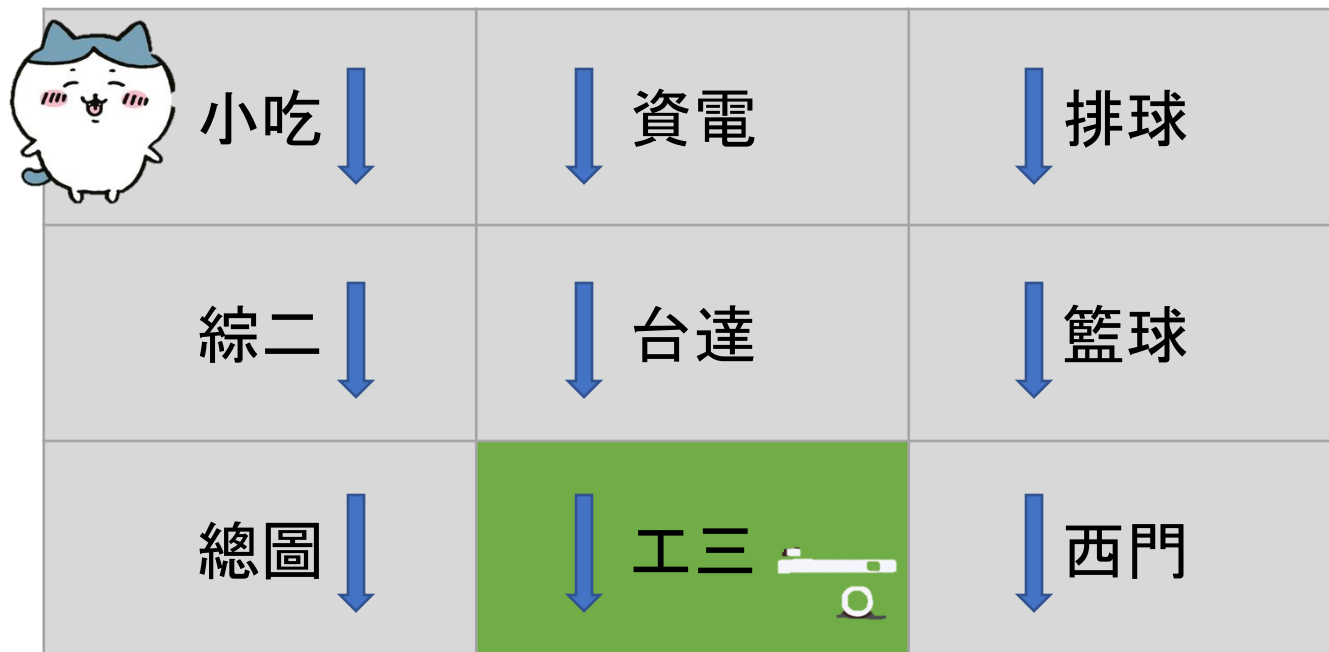 小吃 資電 排球
綜二 台達 籃球
總圖 工三 西門